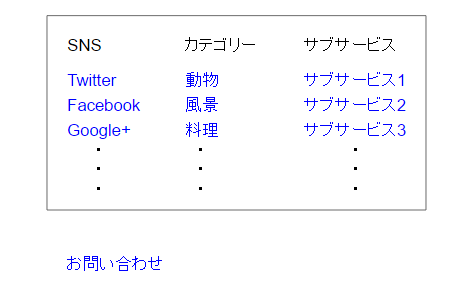 SNS カテゴリー サブサービス
Twitter 動物 サブサービス1
Facebook 風景 サブサービス2
Google+ 料理 サブサービス3
・ ・ ・
・ ・ ・
・ ・ ・
お問い合わせ